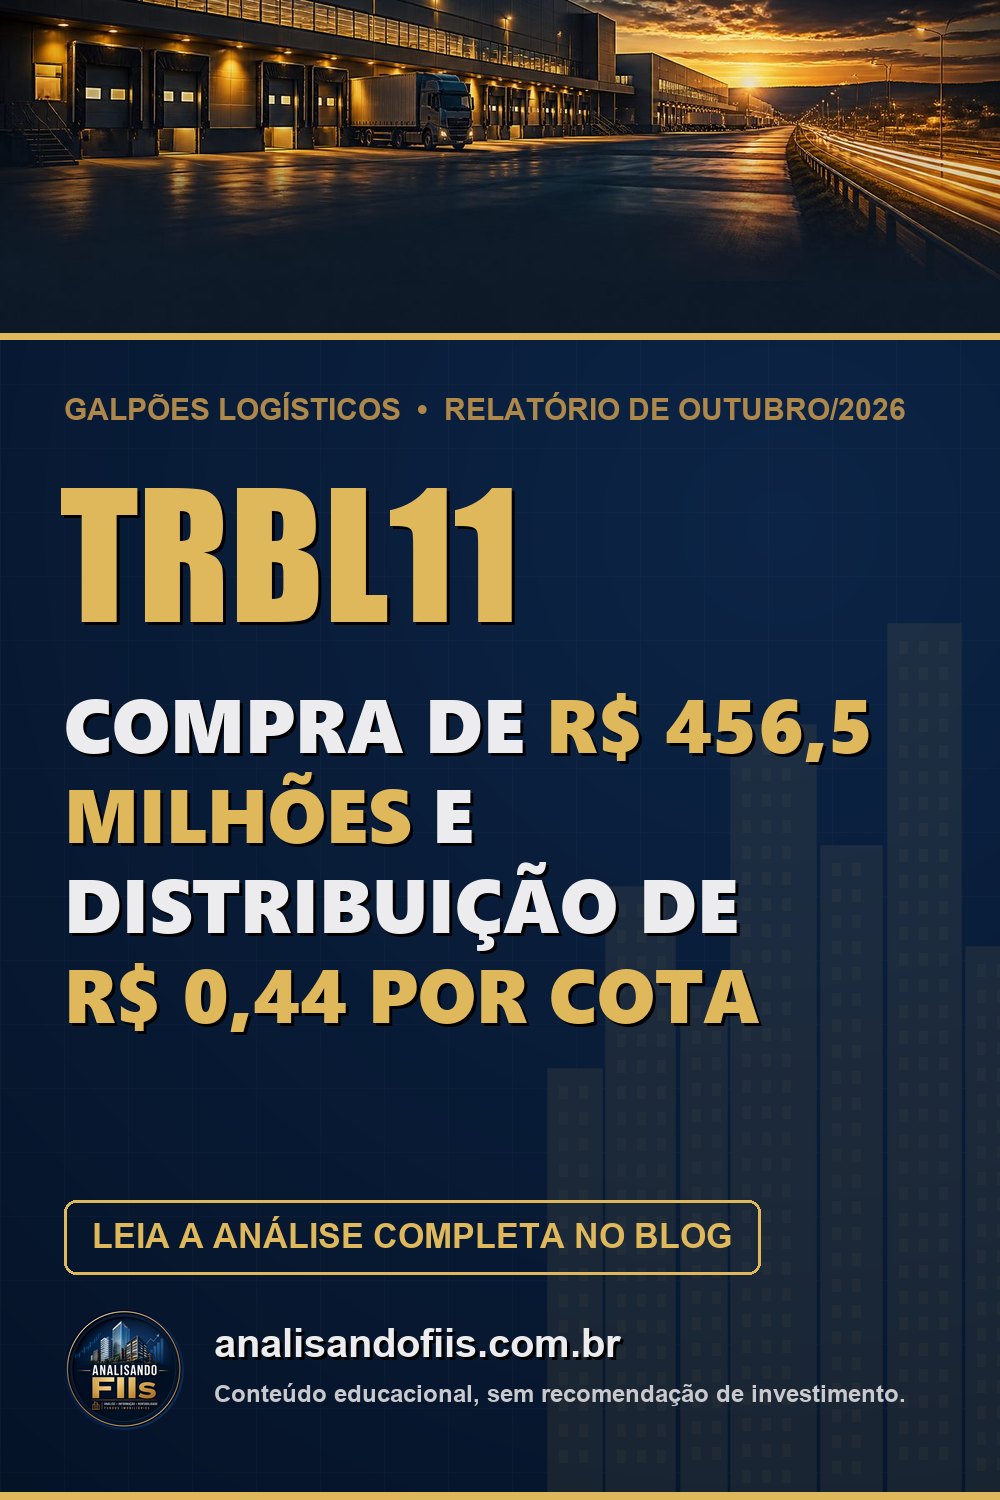 GALPÕES LOGÍSTICOS • RELATÓRIO DE OUTUBRO/2026
TRBL11
COMPRA DE R$ 456,5
MILHÕES E
DISTRIBUIÇÃO DE
R$ 0,44 POR COTA
LEIA A ANÁLISE COMPLETA NO BLOG
ANALISANDO
FIIs
analisandofiis.com.br
Conteúdo educacional, sem recomendação de investimento.